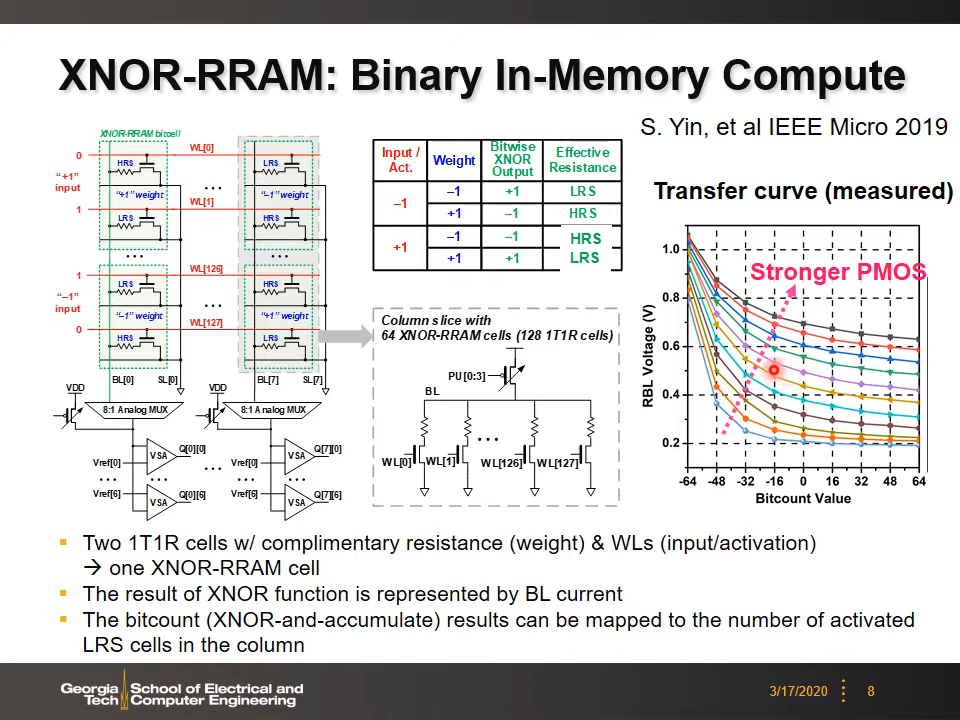 XNOR-RRAM: Binary In-Memory Compute
S. Yin, et al IEEE Micro 2019
XNOR-RRAM bitcell
0
WL[0]
HRS
LRS
"+1"
input
"+1" weight
"–1" weight
1
WL[1]
LRS
HRS
1
WL[126]
LRS
HRS
"–1"
input
"–1" weight
"+1" weight
0
WL[127]
HRS
LRS
BL[0]
SL[0]
BL[7]
SL[7]
VDD
VDD
8:1 Analog MUX
8:1 Analog MUX
VSA
Q[0][0]
VSA
Q[7][0]
Vref[0]
Vref[0]
Vref[6]
Vref[6]
VSA
Q[0][6]
VSA
Q[7][6]
Input / Act.
Weight
Bitwise XNOR Output
Effective Resistance
–1
–1
+1
LRS
+1
–1
HRS
+1
–1
–1
HRS
+1
+1
LRS
Column slice with
64 XNOR-RRAM cells (128 1T1R cells)
PU[0:3]
BL
WL[0]
WL[1]
WL[126]
WL[127]
Transfer curve (measured)
Stronger PMOS
RBL Voltage (V)
1.0
0.8
0.6
0.4
0.2
-64 -48 -32 -16 0 16 32 48 64
Bitcount Value
Two 1T1R cells w/ complimentary resistance (weight) & WLs (input/activation)
→ one XNOR-RRAM cell
The result of XNOR function is represented by BL current
The bitcount (XNOR-and-accumulate) results can be mapped to the number of activated
LRS cells in the column
Georgia Tech
School of Electrical and
Computer Engineering
3/17/2020
8